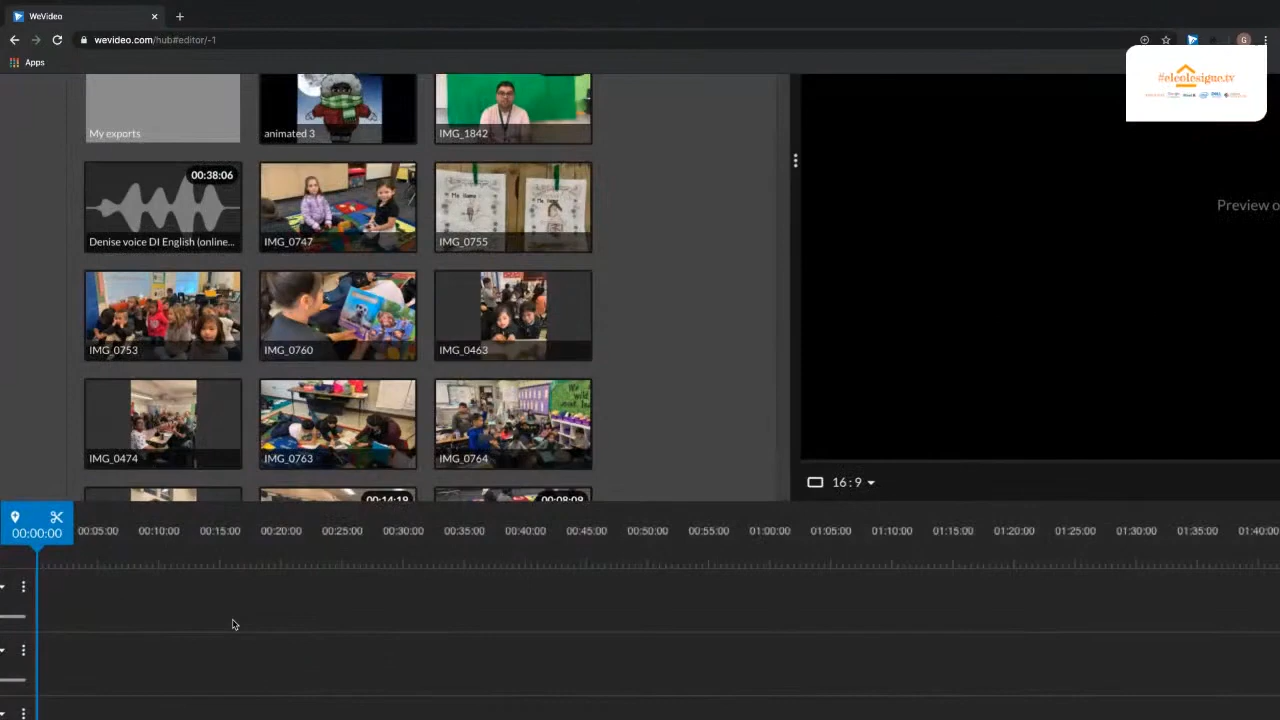 WeVideo
wevideo.com/hub#editor/-1
G
Apps
#elcolesigue.tv
My exports
animated 3
IMG_1842
00:38:06
Denise voice DI English (online...
IMG_0747
IMG_0755
IMG_0753
IMG_0760
IMG_0463
IMG_0474
IMG_0763
IMG_0764
00:14:19
00:08:09
Preview o
16:9
00:00:00
00:05:00 00:10:00 00:15:00 00:20:00 00:25:00 00:30:00 00:35:00 00:40:00 00:45:00 00:50:00 00:55:00 01:00:00 01:05:00 01:10:00 01:15:00 01:20:00 01:25:00 01:30:00 01:35:00 01:40:00